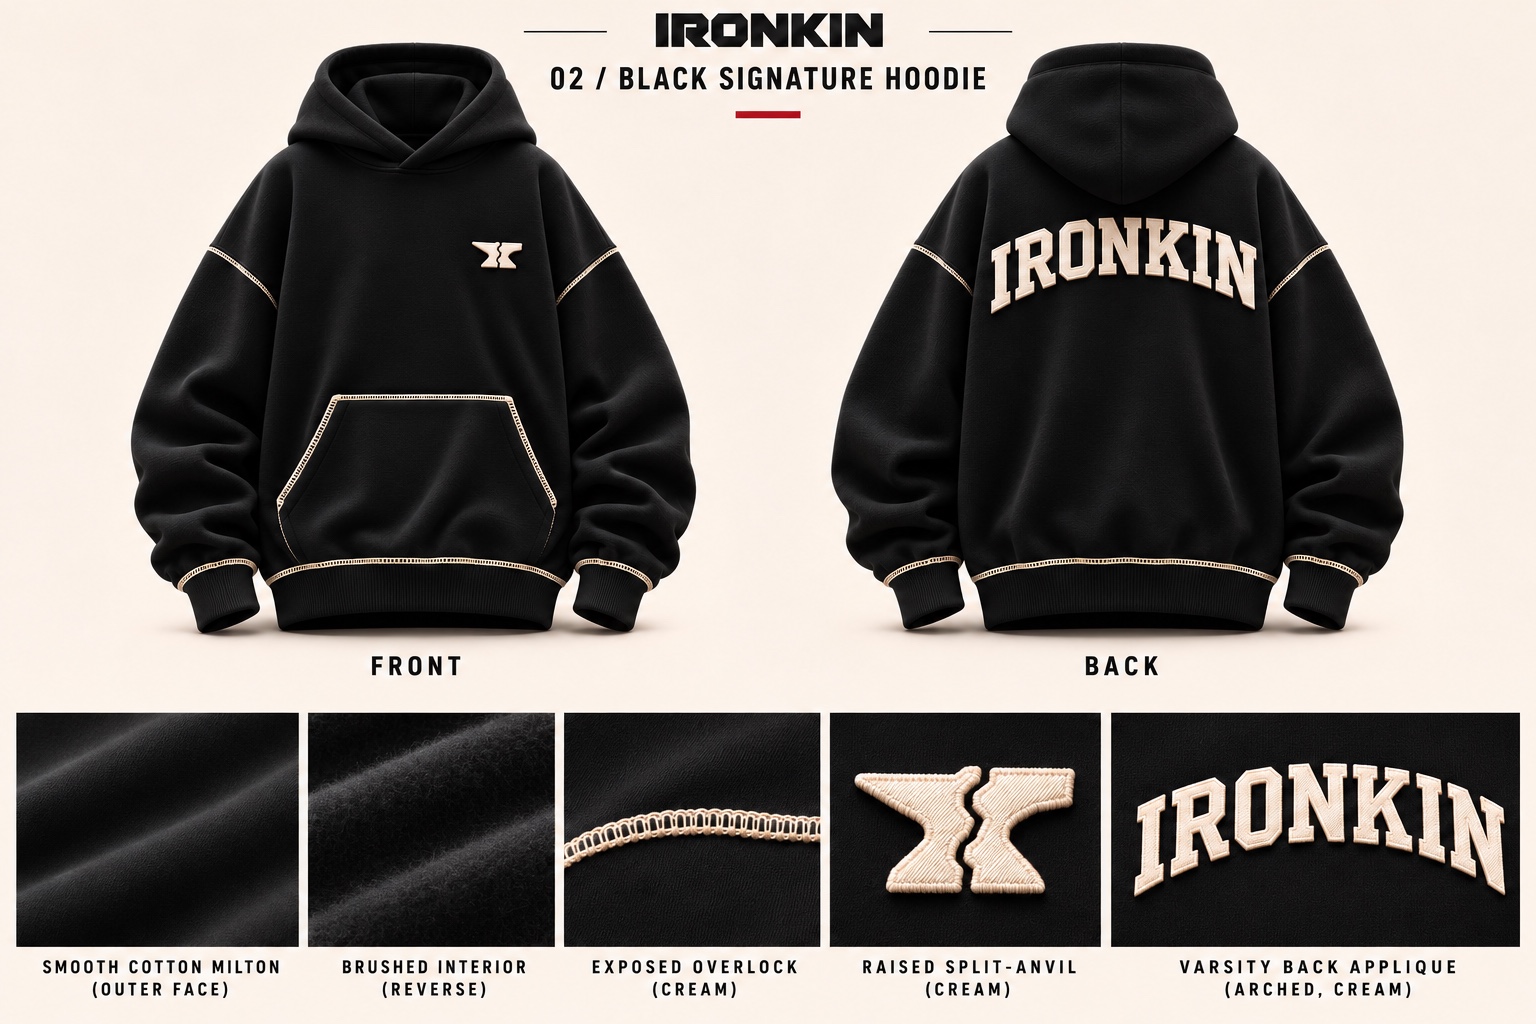 IRONKIN
02 / BLACK SIGNATURE HOODIE
IRONKIN
FRONT
BACK
IRONKIN
SMOOTH COTTON MILTON
(OUTER FACE)
BRUSHED INTERIOR
(REVERSE)
EXPOSED OVERLOCK
(CREAM)
RAISED SPLIT-ANVIL
(CREAM)
VARSITY BACK APPLIQUE
(ARCHED, CREAM)